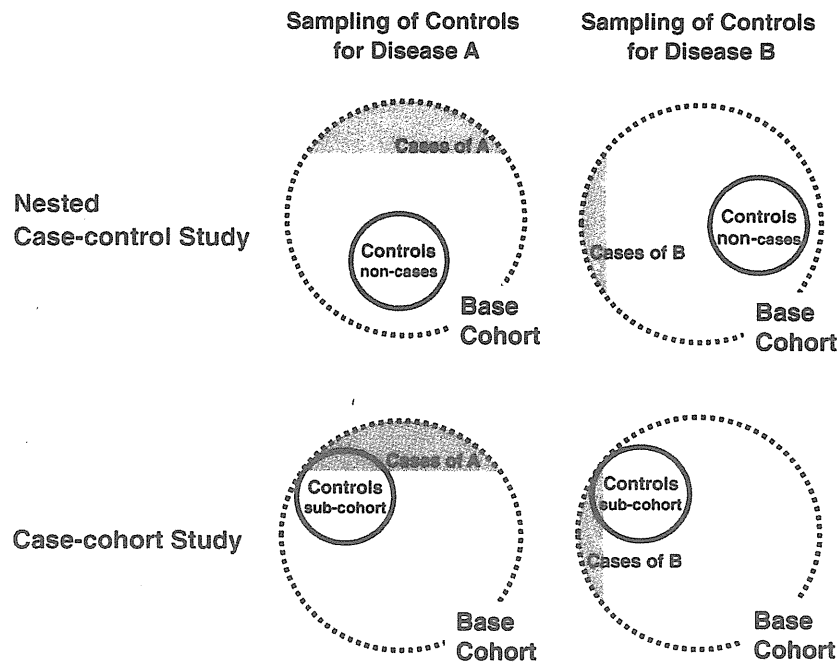 Sampling of Controls
for Disease A
Sampling of Controls
for Disease B
Nested
Case-control Study
Cases of A
Controls
non-cases
Base
Cohort
Cases of B
Controls
non-cases
Base
Cohort
Case-cohort Study
Cases of A
Controls
sub-cohort
Base
Cohort
Controls
sub-cohort
Cases of B
Base
Cohort